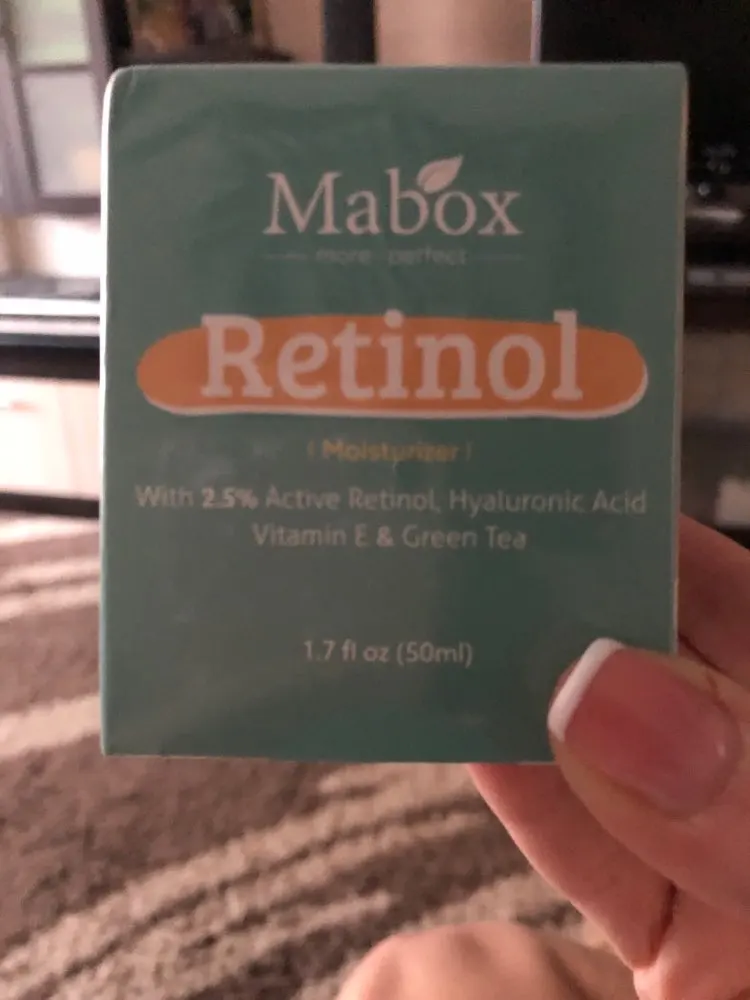 Mabox
more perfect
Retinol
( Moisturizer )
With 2.5% Active Retinol, Hyaluronic Acid
Vitamin E & Green Tea
1.7 fl oz (50ml)